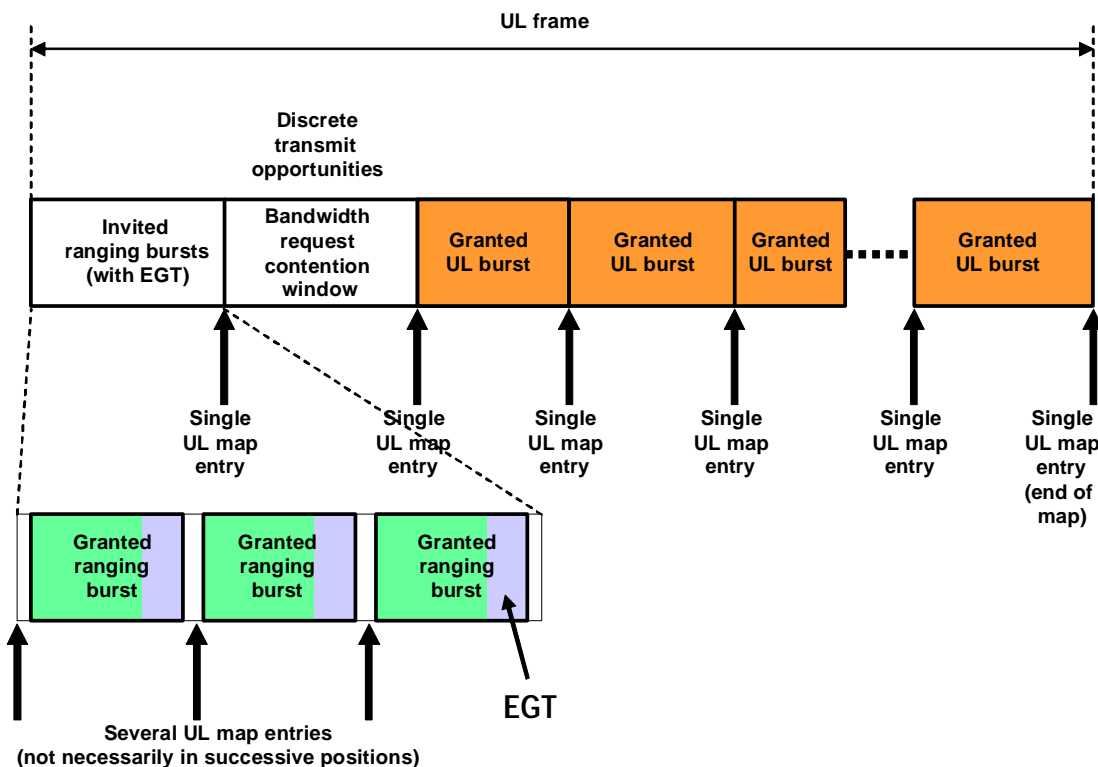 UL frame
Discrete
transmit
opportunities
Invited
ranging bursts
(with EGT)
Bandwidth
request
contention
window
Granted
UL burst
Granted
UL burst
Granted
UL burst
Granted
UL burst
Single
UL map
entry
Single
UL map
entry
Single
UL map
entry
Single
UL map
entry
Single
UL map
entry
Single
UL map
entry
(end of
map)
Granted
ranging
burst
Granted
ranging
burst
Granted
ranging
burst
EGT
Several UL map entries
(not necessarily in successive positions)